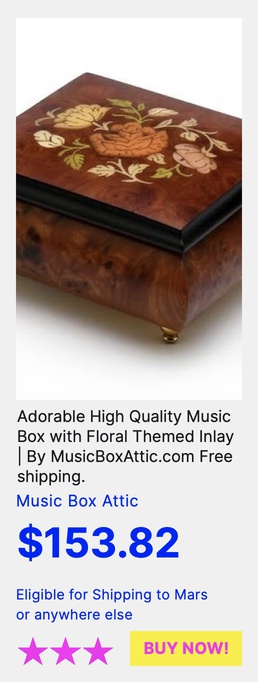 Adorable High Quality Music
Box with Floral Themed Inlay
| By MusicBoxAttic.com Free
shipping.
Music Box Attic
$153.82
Eligible for Shipping to Mars
or anywhere else
BUY NOW!